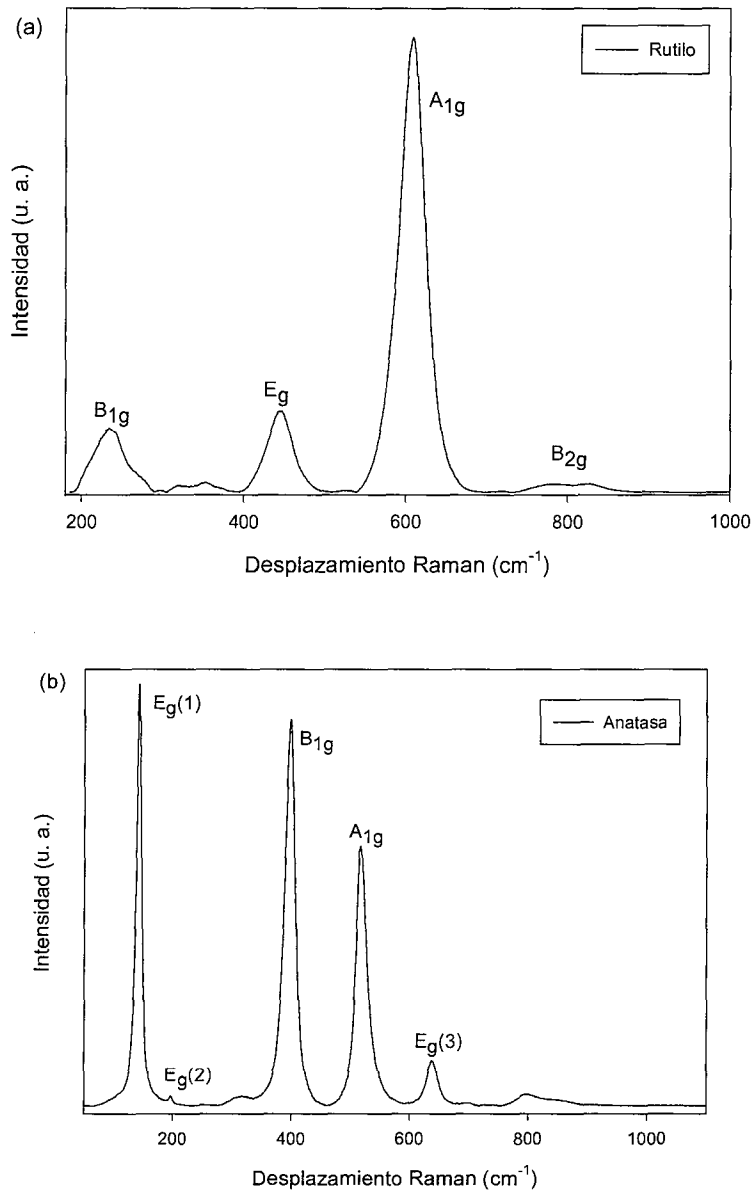 (a)
Rutilo
A1g
Eg
B1g
B2g
Intensidad (u. a.)
200 400 600 800 1000
Desplazamiento Raman (cm-1)
(b)
Eg(1)
Anatasa
B1g
A1g
Eg(3)
Eg(2)
Intensidad (u. a.)
200 400 600 800 1000
Desplazamiento Raman (cm-1)